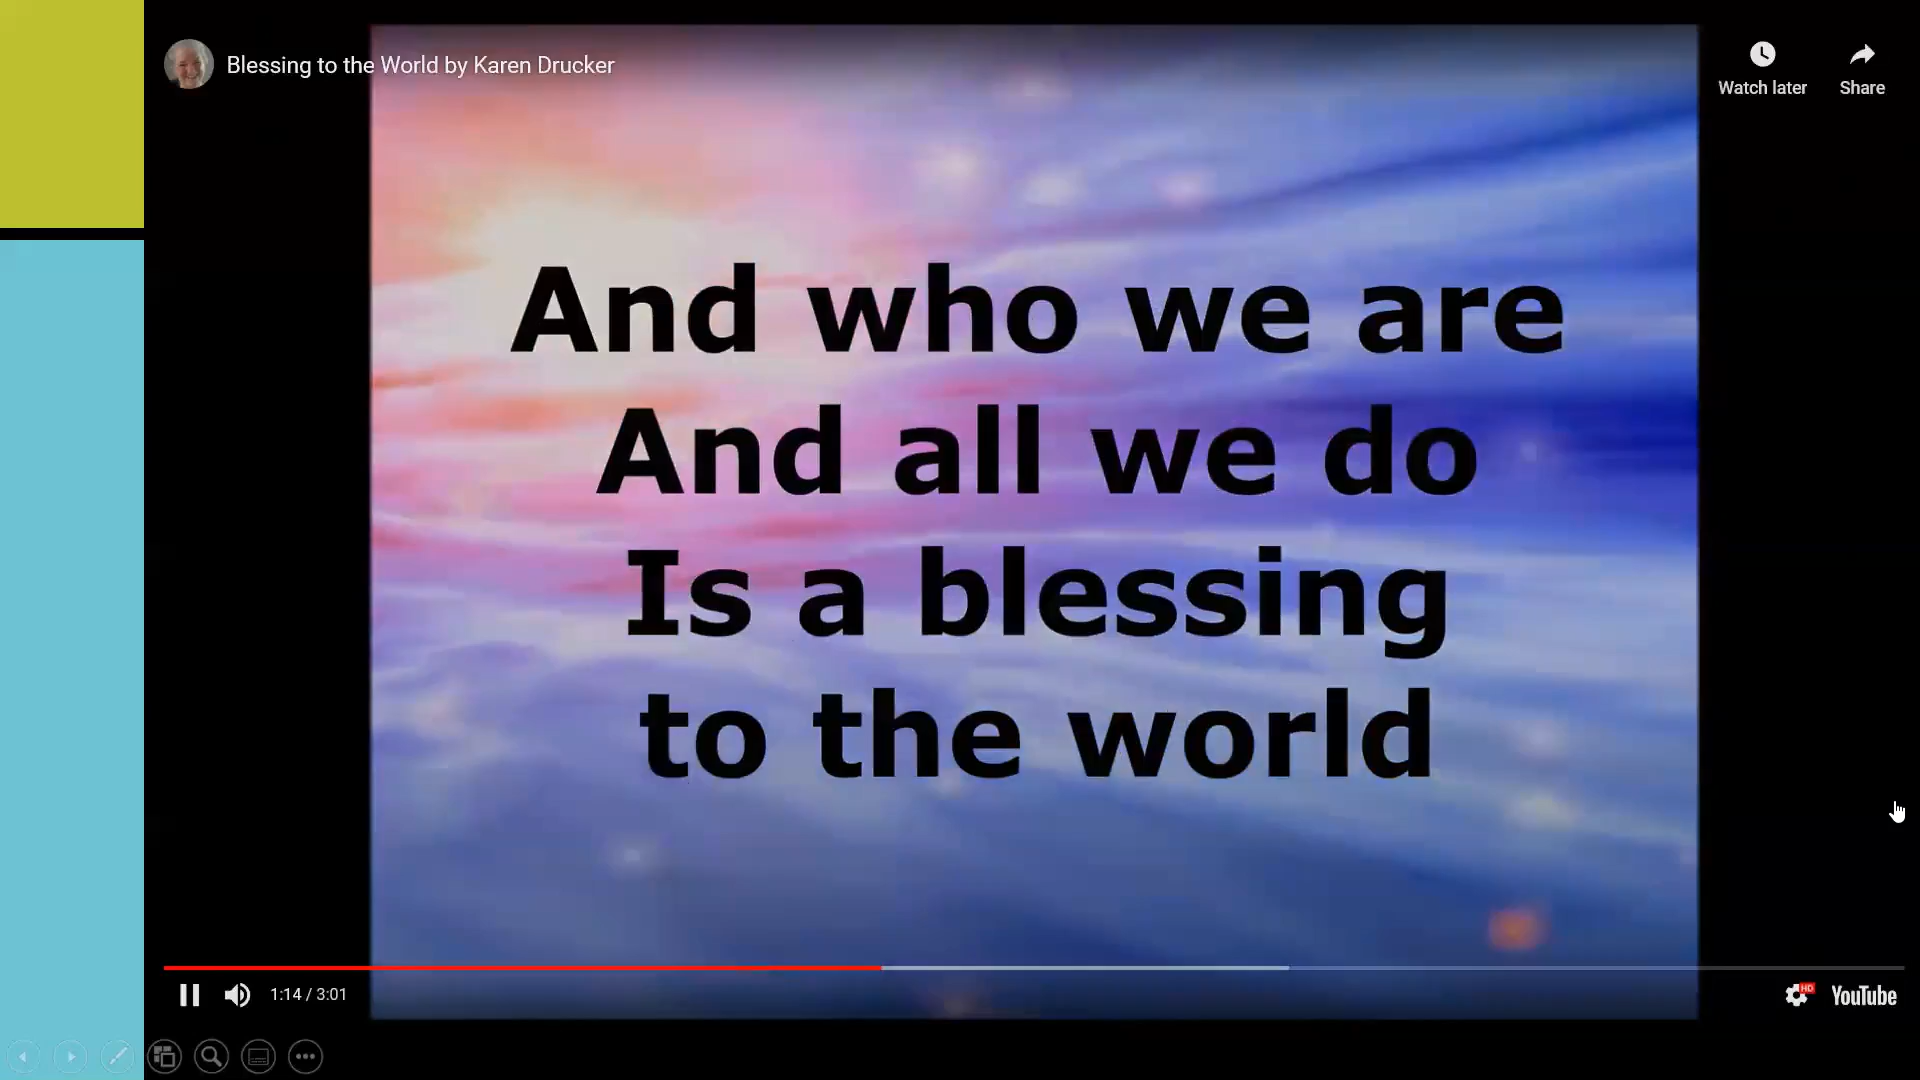 Blessing to the World by Karen Drucker
Watch later
Share
And who we are
And all we do
Is a blessing
to the world
1:14 / 3:01
HD
YouTube